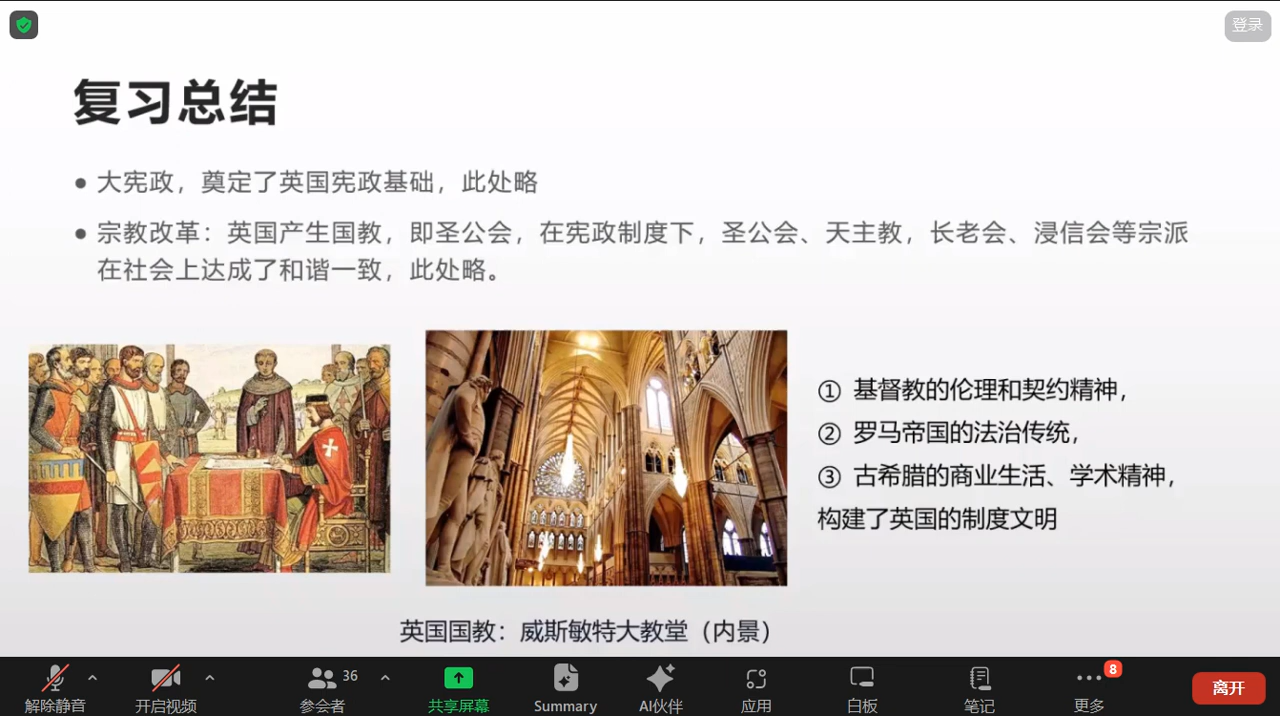 登录
复习总结
● 大宪政，奠定了英国宪政基础，此处略
● 宗教改革：英国产生国教，即圣公会，在宪政制度下，圣公会、天主教，长老会、浸信会等宗派
在社会上达成了和谐一致，此处略。
① 基督教的伦理和契约精神，
② 罗马帝国的法治传统，
③ 古希腊的商业生活、学术精神，
构建了英国的制度文明
英国国教：威斯敏特大教堂（内景）
解除静音
开启视频
36
参会者
共享屏幕
Summary
AI伙伴
应用
白板
笔记
8
更多
离开